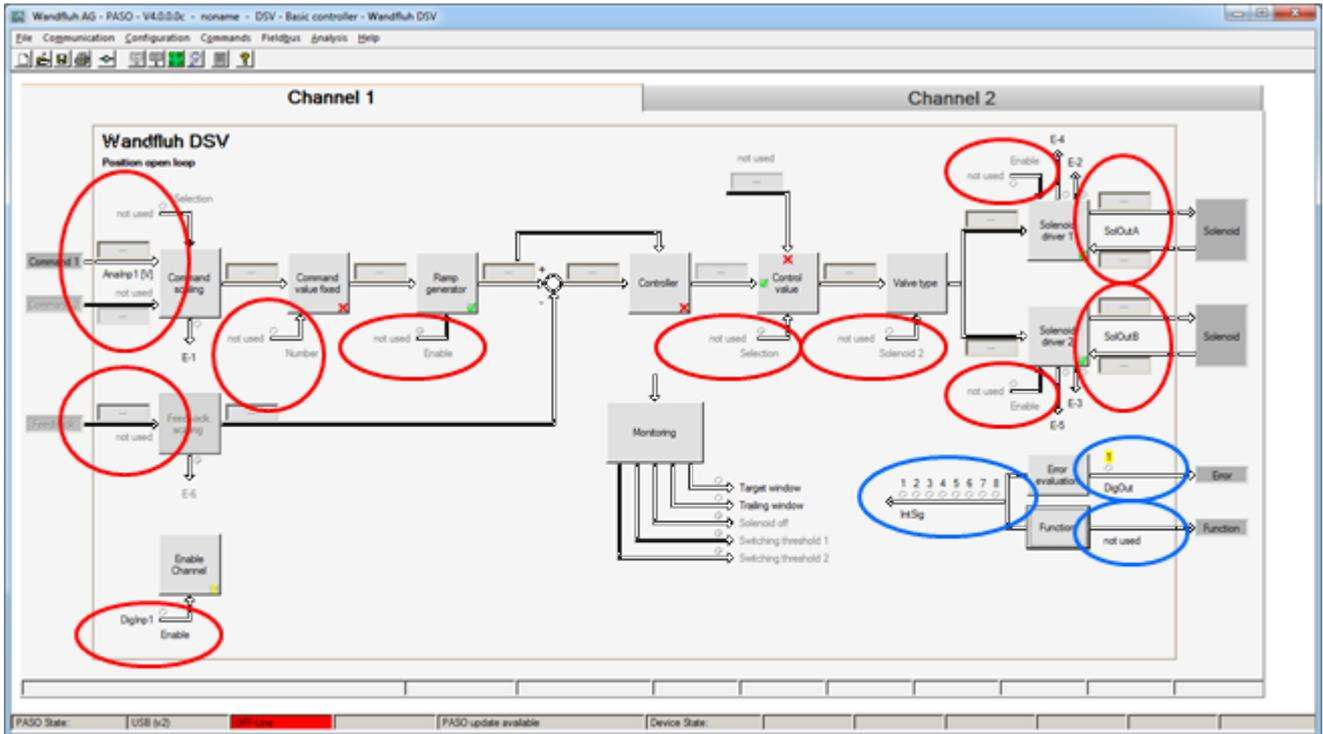 Wandfluh AG - PASO - V4.0.0.0c - noname - DSV - Basic controller - Wandfluh DSV
File Communication Configuration Commands Fieldbus Analysis Help
Channel 1
Channel 2
Wandfluh DSV
Position open loop
Selection
not used
Command 1
AnaInp1 [V]
not used
Command scaling
E-1
not used
Number
Command value fixed
Ramp generator
not used
Enable
+
-
Controller
not used
Control value
not used
Selection
Valve type
not used
Solenoid 2
Enable
not used
E-4
E-2
Solenoid driver 1
SolOutA
Solenoid
Solenoid driver 2
SolOutB
Solenoid
not used
Enable
E-3
E-5
Feedback
not used
Feedback scaling
E-6
Monitoring
Target window
Trailing window
Solenoid off
Switching threshold 1
Switching threshold 2
1 2 3 4 5 6 7 8
IntSig
Error evaluation
1
DigOut
Error
Function
not used
Function
Enable Channel
DigInp1
Enable
PASO State:
USB (v2)
OFF-Line
PASO update available
Device State: